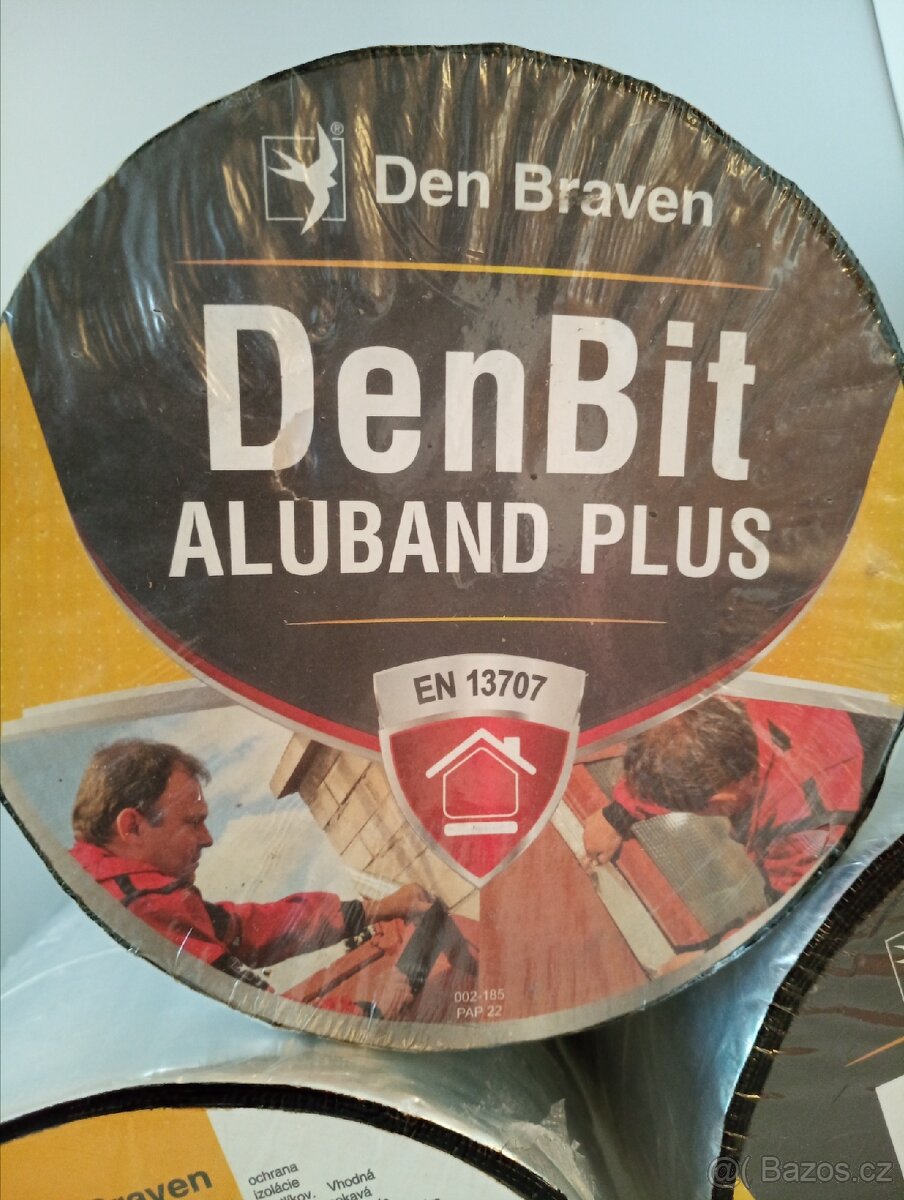 ® Den Braven
DenBit
ALUBAND PLUS
EN 13707
002-185
PAP 22
Braven
ochrana
izolácie
Vhodná
@( Bazos.cz